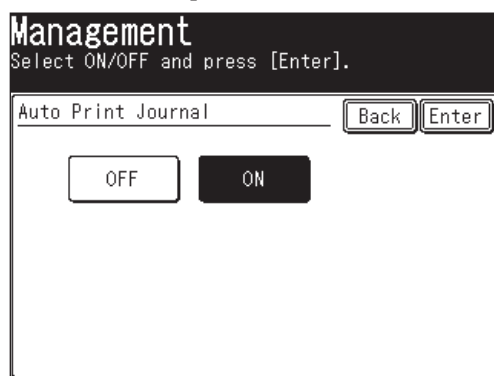 Management
Select ON/OFF and press [Enter].
Auto Print Journal Back Enter
OFF ON